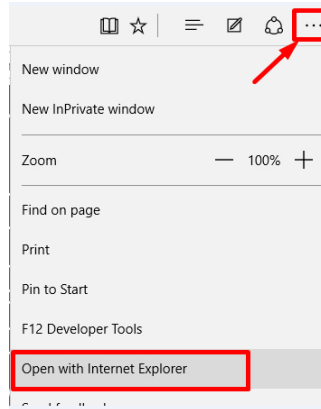 New window
New InPrivate window
Zoom — 100% +
Find on page
Print
Pin to Start
F12 Developer Tools
Open with Internet Explorer